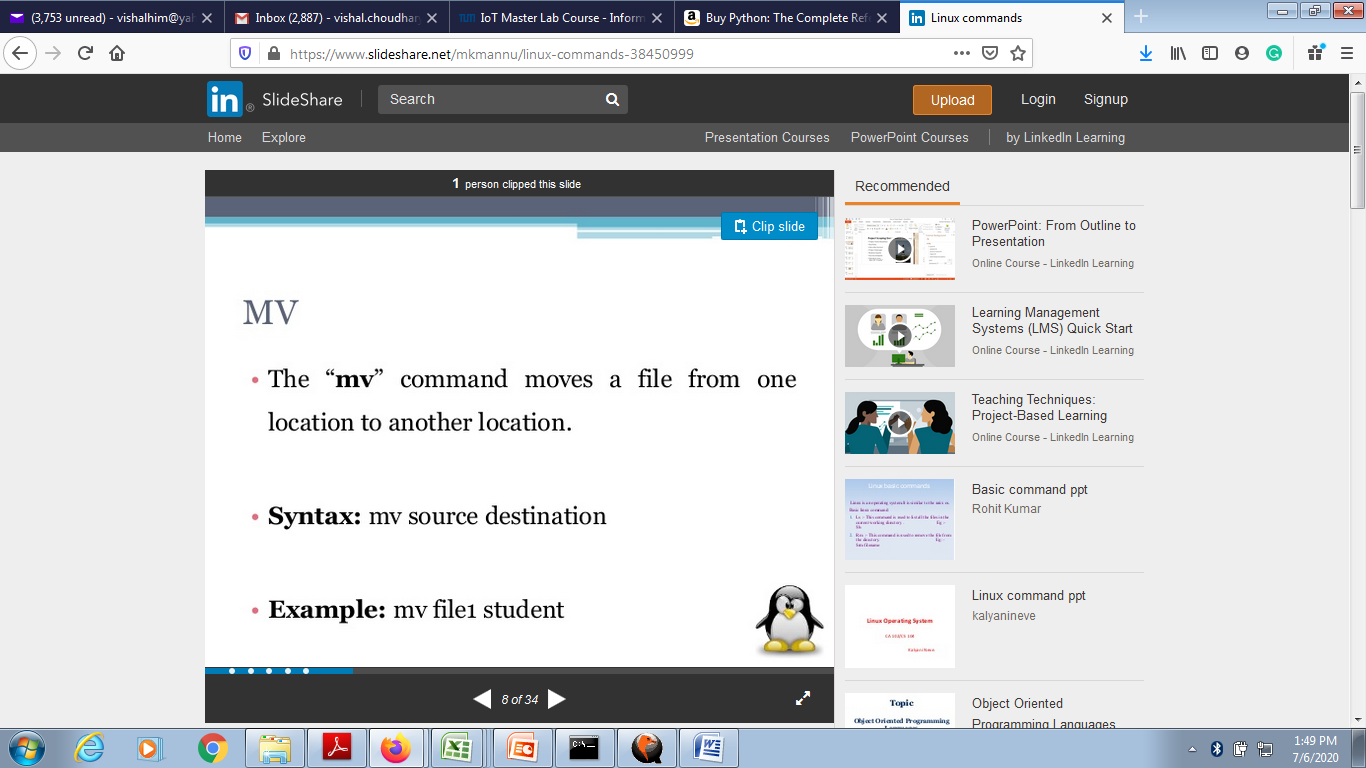 (3,753 unread) - vishalhim@yah
Inbox (2,887) - vishal.choudhar
IoT Master Lab Course - Inform
Buy Python: The Complete Refe
Linux commands
https://www.slideshare.net/mkmannu/linux-commands-38450999
in SlideShare
Search
Upload
Login
Signup
Home
Explore
Presentation Courses
PowerPoint Courses
by LinkedIn Learning
1 person clipped this slide
Clip slide
MV
• The “mv” command moves a file from one
location to another location.
• Syntax: mv source destination
• Example: mv file1 student
8 of 34
Recommended
PowerPoint: From Outline to
Presentation
Online Course - LinkedIn Learning
Learning Management
Systems (LMS) Quick Start
Online Course - LinkedIn Learning
Teaching Techniques:
Project-Based Learning
Online Course - LinkedIn Learning
Linux basic commands
Basic command ppt
Rohit Kumar
Linux Operating System
Linux command ppt
kalyanineve
Topic
Object Oriented Programming
Object Oriented
Programming Languages
1:49 PM
7/6/2020